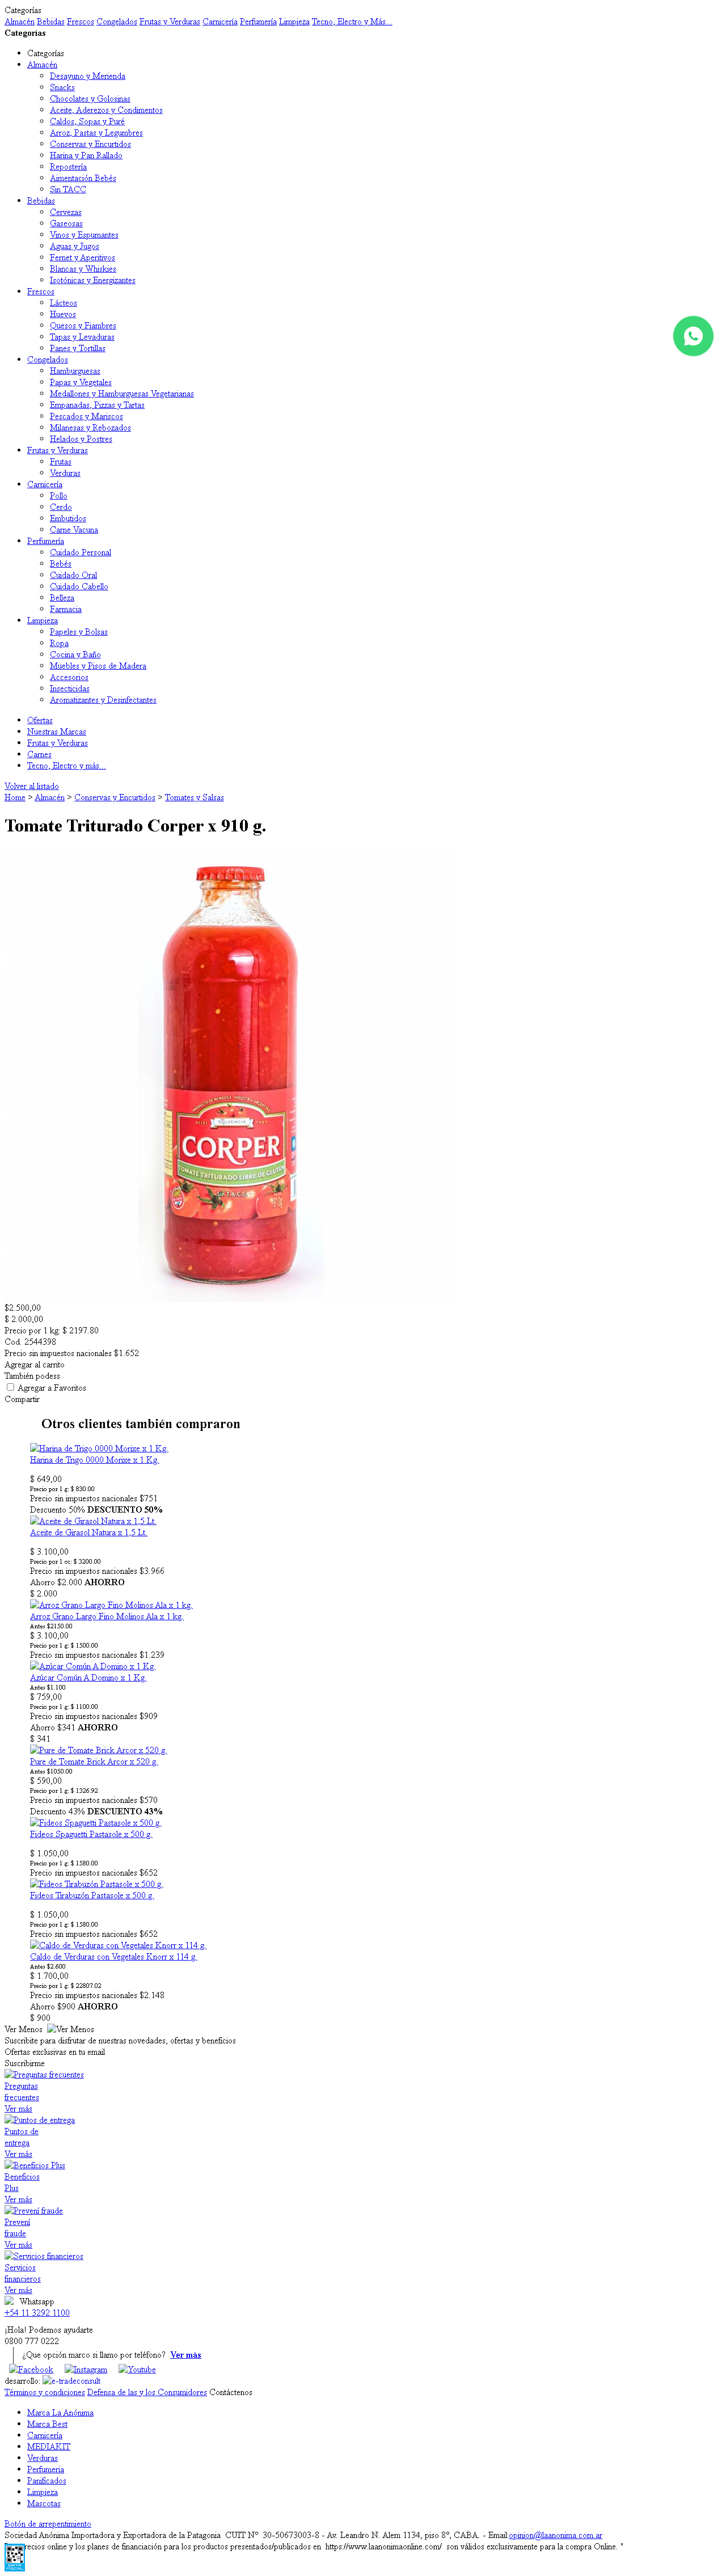 Categorías
Almacén Bebidas Frescos Congelados Frutas y Verduras Carnicería Perfumería Limpieza Tecno, Electro y Más...
Categorias
Categorías
Almacén
Desayuno y Merienda
Snacks
Chocolates y Golosinas
Aceite, Aderezos y Condimentos
Caldos, Sopas y Puré
Arroz, Pastas y Legumbres
Conservas y Encurtidos
Harina y Pan Rallado
Repostería
Aimentación Bebés
Sin TACC
Bebidas
Cervezas
Gaseosas
Vinos y Espumantes
Aguas y Jugos
Fernet y Aperitivos
Blancas y Whiskies
Isotónicas y Energizantes
Frescos
Lácteos
Huevos
Quesos y Fiambres
Tapas y Levaduras
Panes y Tortillas
Congelados
Hamburguesas
Papas y Vegetales
Medallones y Hamburguesas Vegetarianas
Empanadas, Pizzas y Tartas
Pescados y Mariscos
Milanesas y Rebozados
Helados y Postres
Frutas y Verduras
Frutas
Verduras
Carnicería
Pollo
Cerdo
Embutidos
Carne Vacuna
Perfumería
Cuidado Personal
Bebés
Cuidado Oral
Cuidado Cabello
Belleza
Farmacia
Limpieza
Papeles y Bolsas
Ropa
Cocina y Baño
Muebles y Pisos de Madera
Accesorios
Insecticidas
Aromatizantes y Desinfectantes
Ofertas
Nuestras Marcas
Frutas y Verduras
Carnes
Tecno, Electro y más...
Volver al listado
Home > Almacén > Conservas y Encurtidos > Tomates y Salsas
Tomate Triturado Corper x 910 g.
CORPER
TOMATE TRITURADO LIBRE DE GLUTE
$2.500,00
$ 2.000,00
Precio por 1 kg: $ 2197.80
Cod. 2544398
Precio sin impuestos nacionales $1.652
Agregar al carrito
También podess
Agregar a Favoritos
Compartir
Otros clientes también compraron
Harina de Trigo 0000 Morixe x 1 Kg.
Harina de Trigo 0000 Morixe x 1 Kg.
$ 649,00
Precio por 1 g: $ 830.00
Precio sin impuestos nacionales $751
Descuento 50% DESCUENTO 50%
Aceite de Girasol Natura x 1,5 Lt.
Aceite de Girasol Natura x 1,5 Lt.
$ 3.100,00
Precio por 1 cc: $ 3200.00
Precio sin impuestos nacionales $3.966
Ahorro $2.000 AHORRO
$ 2.000
Arroz Grano Largo Fino Molinos Ala x 1 kg.
Arroz Grano Largo Fino Molinos Ala x 1 kg.
Antes $2150.00
$ 3.100,00
Precio por 1 g: $ 1500.00
Precio sin impuestos nacionales $1.239
Azúcar Común A Domino x 1 Kg.
Azúcar Común A Domino x 1 Kg.
Antes $1.100
$ 759,00
Precio por 1 g: $ 1100.00
Precio sin impuestos nacionales $909
Ahorro $341 AHORRO
$ 341
Pure de Tomate Brick Arcor x 520 g.
Pure de Tomate Brick Arcor x 520 g.
Antes $1050.00
$ 590,00
Precio por 1 g: $ 1326.92
Precio sin impuestos nacionales $570
Descuento 43% DESCUENTO 43%
Fideos Spaguetti Pastasole x 500 g.
Fideos Spaguetti Pastasole x 500 g.
$ 1.050,00
Precio por 1 g: $ 1580.00
Precio sin impuestos nacionales $652
Fideos Tirabuzón Pastasole x 500 g.
Fideos Tirabuzón Pastasole x 500 g.
$ 1.050,00
Precio por 1 g: $ 1580.00
Precio sin impuestos nacionales $652
Caldo de Verduras con Vegetales Knorr x 114 g.
Caldo de Verduras con Vegetales Knorr x 114 g.
Antes $2.600
$ 1.700,00
Precio por 1 g: $ 22807.02
Precio sin impuestos nacionales $2.148
Ahorro $900 AHORRO
$ 900
Ver Menos Ver Menos
Suscribite para disfrutar de nuestras novedades, ofertas y beneficios
Ofertas exclusivas en tu email
Suscribirme
Preguntas frecuentes
Preguntas
frecuentes
Ver más
Puntos de entrega
Puntos de
entrega
Ver más
Beneficios Plus
Beneficios
Plus
Ver más
Prevení fraude
Prevení
fraude
Ver más
Servicios financieros
Servicios
financieros
Ver más
Whatsapp
+54 11 3292 1100
¡Hola! Podemos ayudarte
0800 777 0222
¿Que opción marco si llamo por teléfono? Ver más
Facebook Instagram Youtube
desarrollo: e-tradeconsult
Términos y condiciones Defensa de las y los Consumidores Contáctenos
Marca La Anónima
Marca Best
Carnicería
MEDIAKIT
Verduras
Perfumeria
Panificados
Limpieza
Mascotas
Botón de arrepentimiento
Sociedad Anónima Importadora y Exportadora de la Patagonia CUIT Nº 30-50673003-8 - Av. Leandro N. Alem 1134, piso 8º, CABA. - Email:opinion@laanonima.com.ar
recios online y los planes de financiación para los productos presentados/publicados en https://www.laanonimaonline.com/ son válidos exclusivamente para la compra Online. "